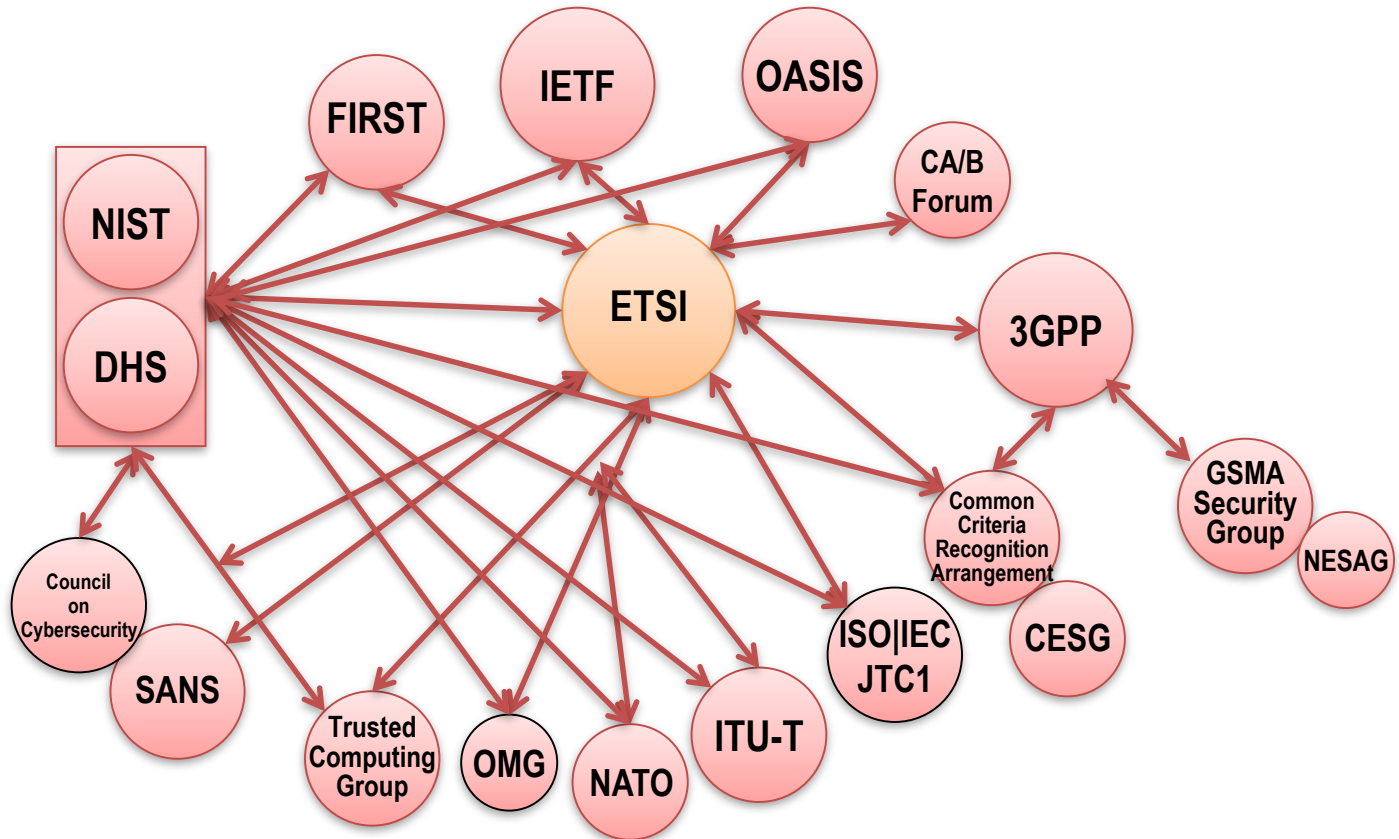 OASIS
IETF
FIRST
CA/B
Forum
NIST
ETSI
3GPP
DHS
GSMA
Security
Group
Common
Criteria
Recognition
Arrangement
NESAG
Council
on
Cybersecurity
CESG
ISO|IEC
JTC1
SANS
Trusted
Computing
Group
ITU-T
OMG
NATO